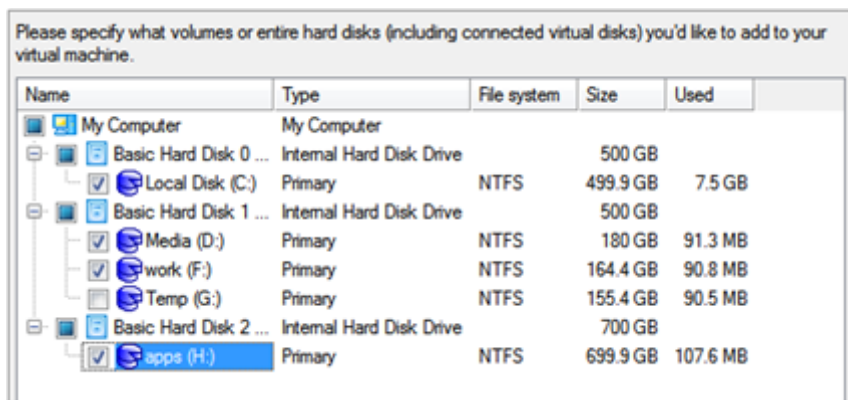 Please specify what volumes or entire hard disks (including connected virtual disks) you'd like to add to your
virtual machine.
Name Type File system Size Used
My Computer My Computer
Basic Hard Disk 0 ... Internal Hard Disk Drive 500 GB
Local Disk (C:) Primary NTFS 499.9 GB 7.5 GB
Basic Hard Disk 1 ... Internal Hard Disk Drive 500 GB
Media (D:) Primary NTFS 180 GB 91.3 MB
work (F:) Primary NTFS 164.4 GB 90.8 MB
Temp (G:) Primary NTFS 155.4 GB 90.5 MB
Basic Hard Disk 2 ... Internal Hard Disk Drive 700 GB
apps (H:) Primary NTFS 699.9 GB 107.6 MB